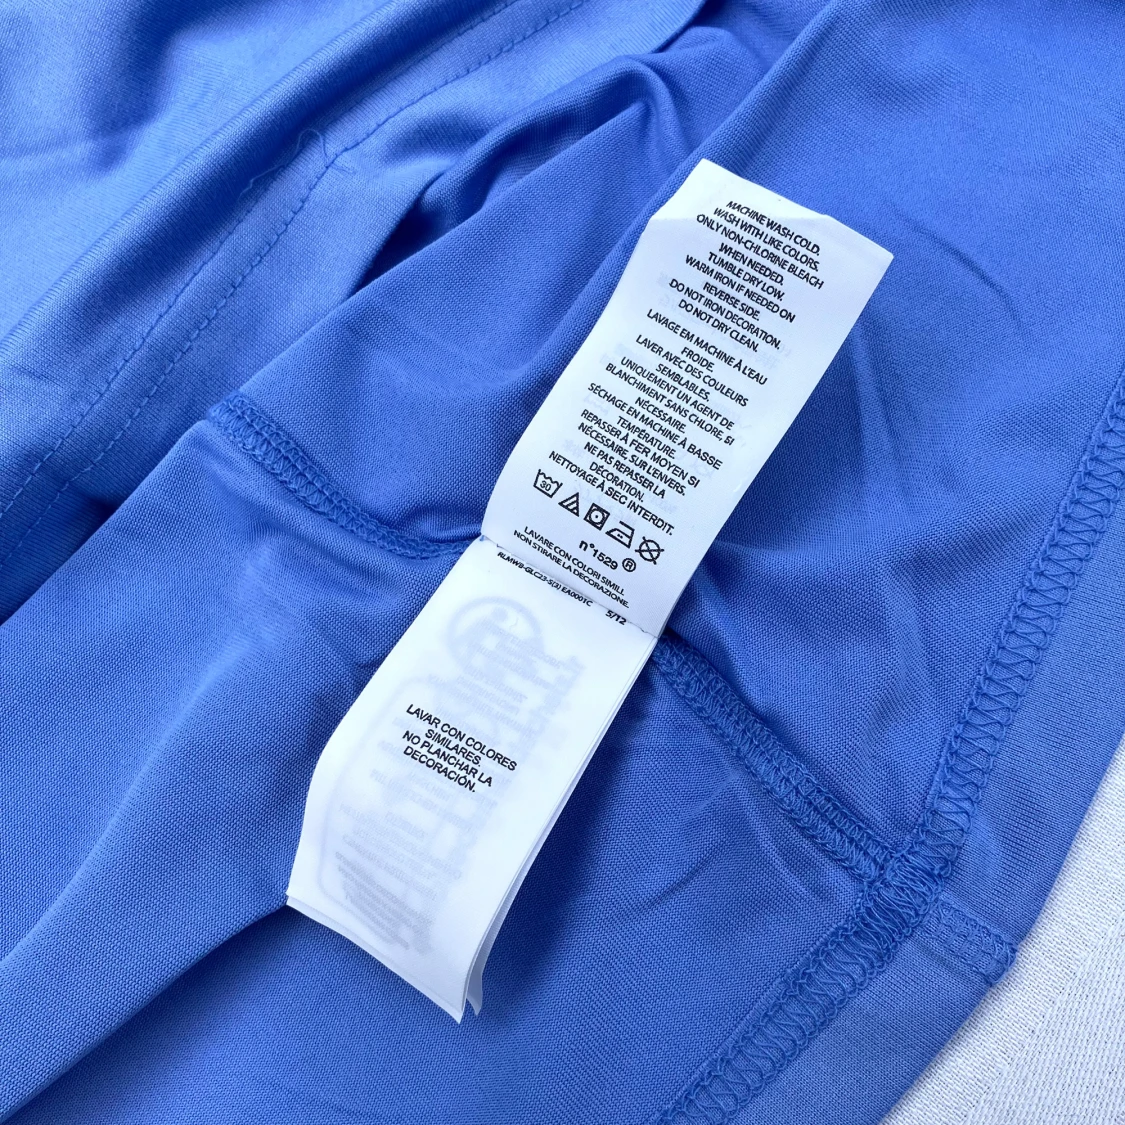 MACHINE WASH COLD.
WASH WITH LIKE COLORS.
ONLY NON-CHLORINE BLEACH
WHEN NEEDED.
TUMBLE DRY LOW.
WARM IRON IF NEEDED ON
REVERSE SIDE.
DO NOT IRON DECORATION.
DO NOT DRY CLEAN.
LAVAGE EM MACHINE À L'EAU
FROIDE.
LAVER AVEC DES COULEURS
SEMBLABLES.
UNIQUEMENT UN AGENT DE
BLANCHIMENT SANS CHLORE, SI
NÉCESSAIRE.
SÉCHAGE EN MACHINE À BASSE
TEMPÉRATURE.
REPASSER À FER MOYEN SI
NÉCESSAIRE, SUR L'ENVERS.
NE PAS REPASSER LA
DÉCORATION.
NETTOYAGE À SEC INTERDIT.
30
n°1529 ®
LAVARE CON COLORI SIMILI.
NON STIRARE LA DECORAZIONE.
RLMWB-GLC23-S(3) EA0001C 5/12
LAVAR CON COLORES
SIMILARES.
NO PLANCHAR LA
DECORACIÓN.